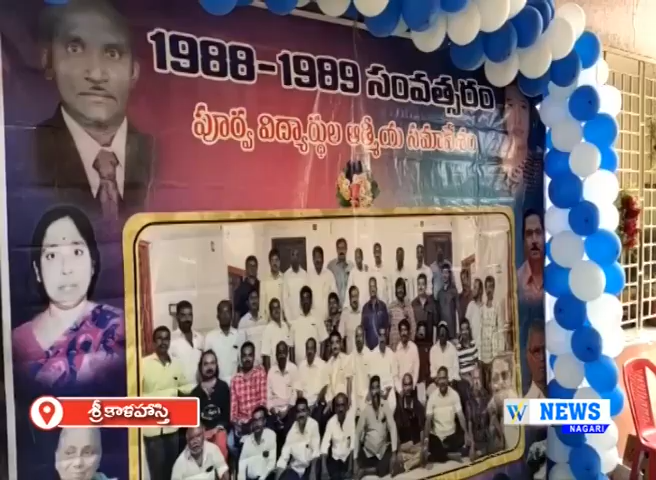 1988-1989 సంవత్సరం
పూర్వ విద్యార్థుల ఆత్మీయ సమావేశం
శ్రీకాళహస్తి
W NEWS
NAGARI